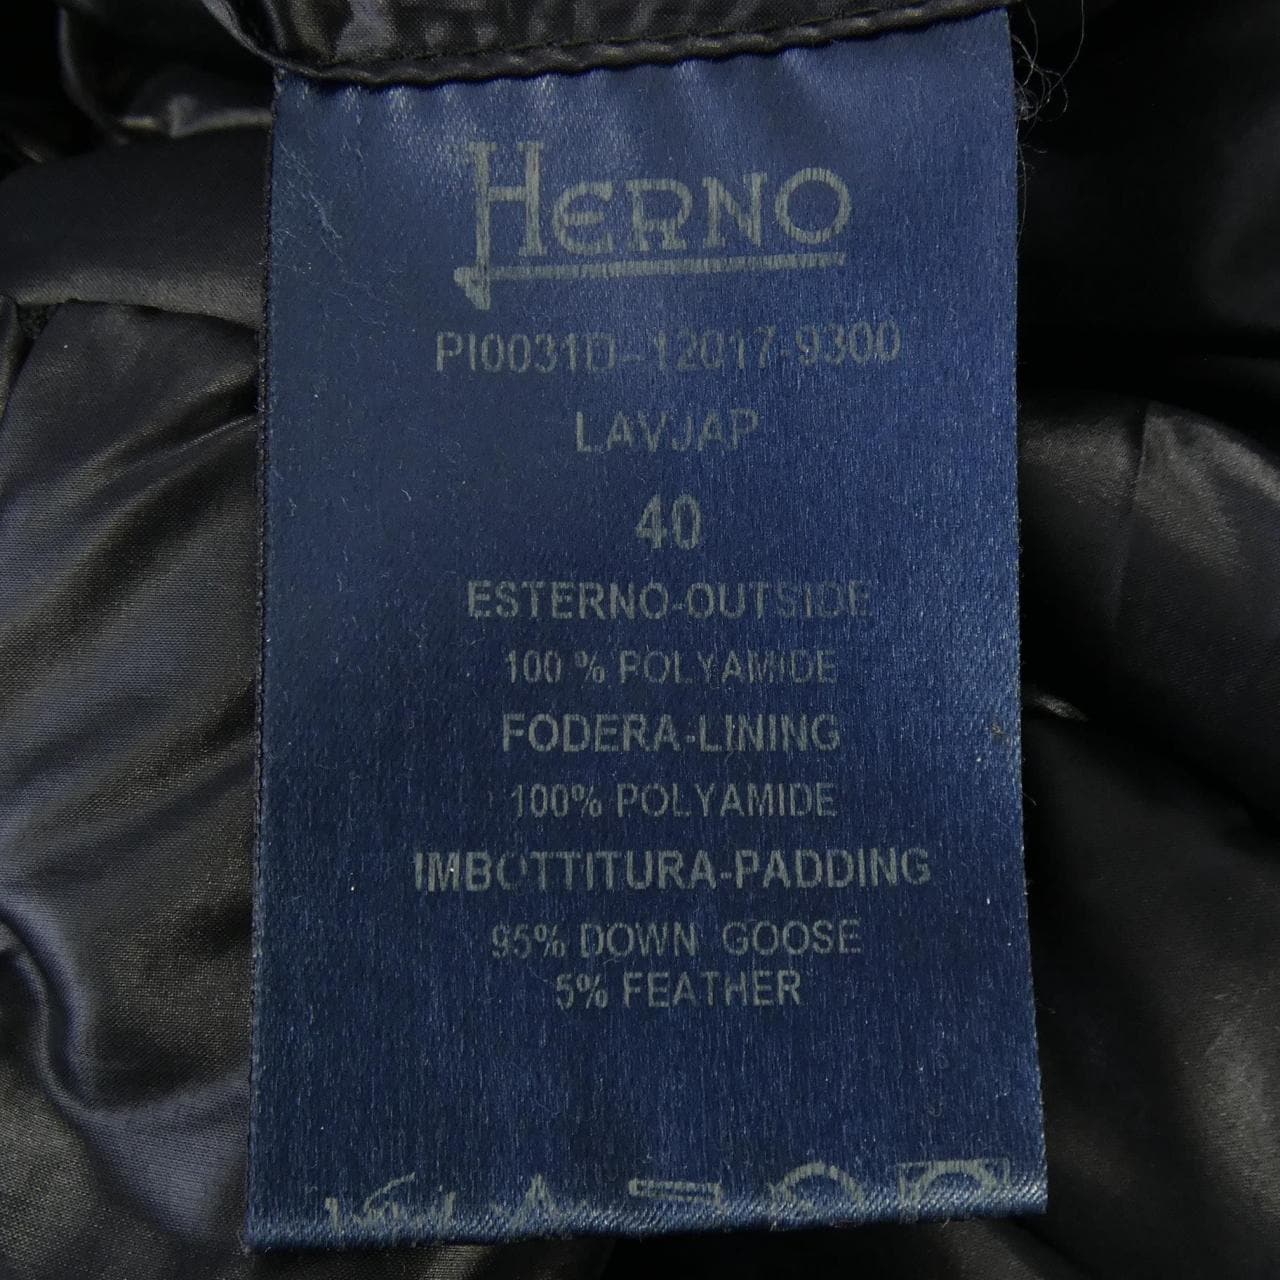 HERNO
PI0031D-12017-9300
LAVJAP
40
ESTERNO-OUTSIDE
100 % POLYAMIDE
FODERA-LINING
100% POLYAMIDE
IMBOTTITURA-PADDING
95% DOWN GOOSE
5% FEATHER